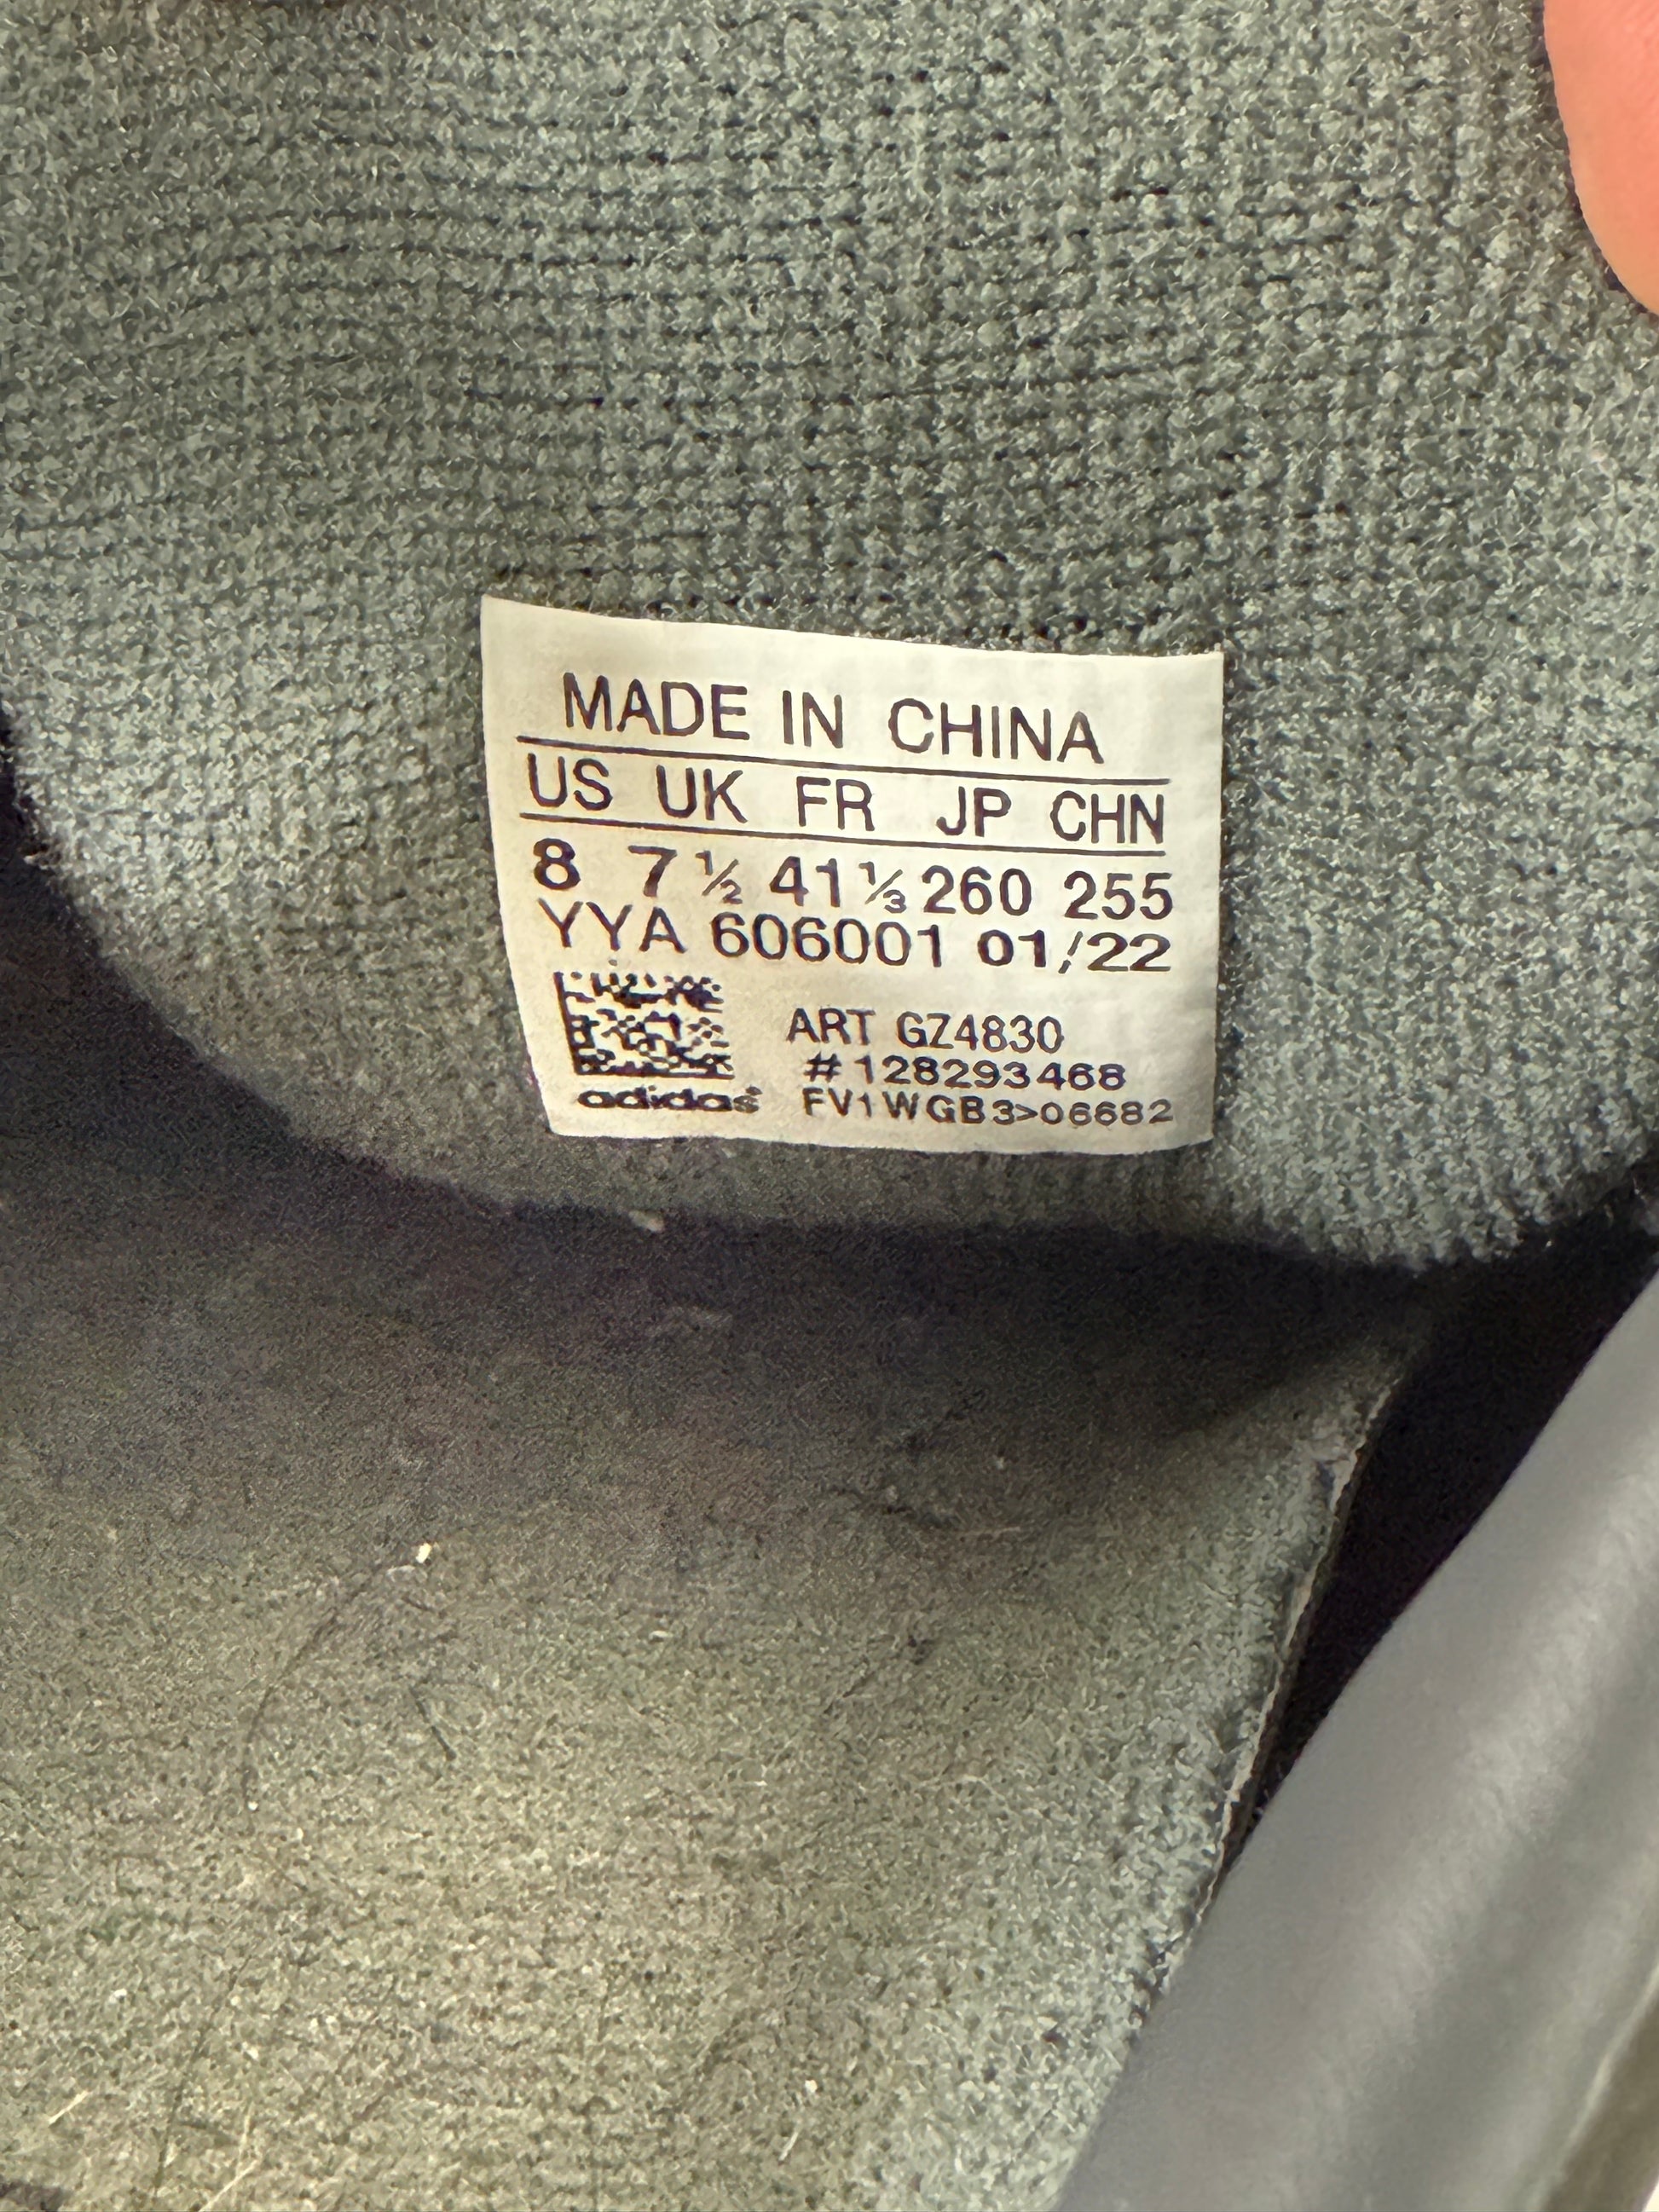 MADE IN CHINA
US UK FR JP CHN
8 7½ 41⅓ 260 255
YYA 606001 01/22
ART GZ4830
#128293468
adidas FV1WGB3>06682